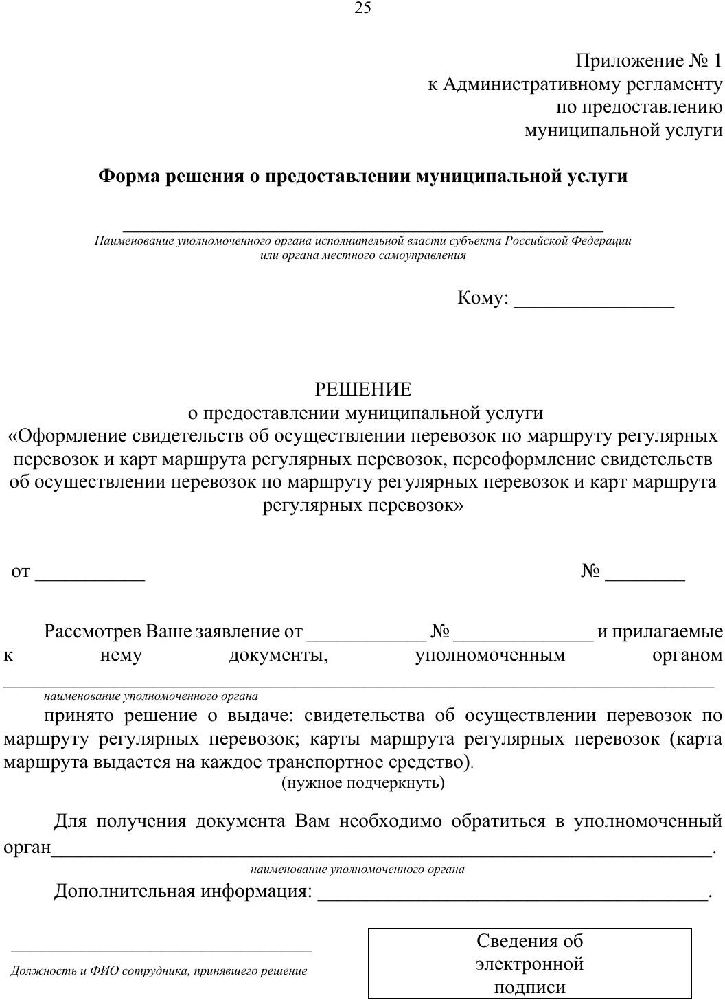 25
Приложение № 1
к Административному регламенту
по предоставлению
муниципальной услуги
Форма решения о предоставлении муниципальной услуги
________________________________________________
Наименование уполномоченного органа исполнительной власти субъекта Российской Федерации
или органа местного самоуправления
Кому: ________________
РЕШЕНИЕ
о предоставлении муниципальной услуги
«Оформление свидетельств об осуществлении перевозок по маршруту регулярных
перевозок и карт маршрута регулярных перевозок, переоформление свидетельств
об осуществлении перевозок по маршруту регулярных перевозок и карт маршрута
регулярных перевозок»
от ___________ № ________
Рассмотрев Ваше заявление от ____________ № ______________ и прилагаемые
к нему документы, уполномоченным органом
_______________________________________________________________________
наименование уполномоченного органа
принято решение о выдаче: свидетельства об осуществлении перевозок по
маршруту регулярных перевозок; карты маршрута регулярных перевозок (карта
маршрута выдается на каждое транспортное средство).
(нужное подчеркнуть)
Для получения документа Вам необходимо обратиться в уполномоченный
орган__________________________________________________________________.
наименование уполномоченного органа
Дополнительная информация: _______________________________________.
______________________________
Должность и ФИО сотрудника, принявшего решение
Сведения об
электронной
подписи